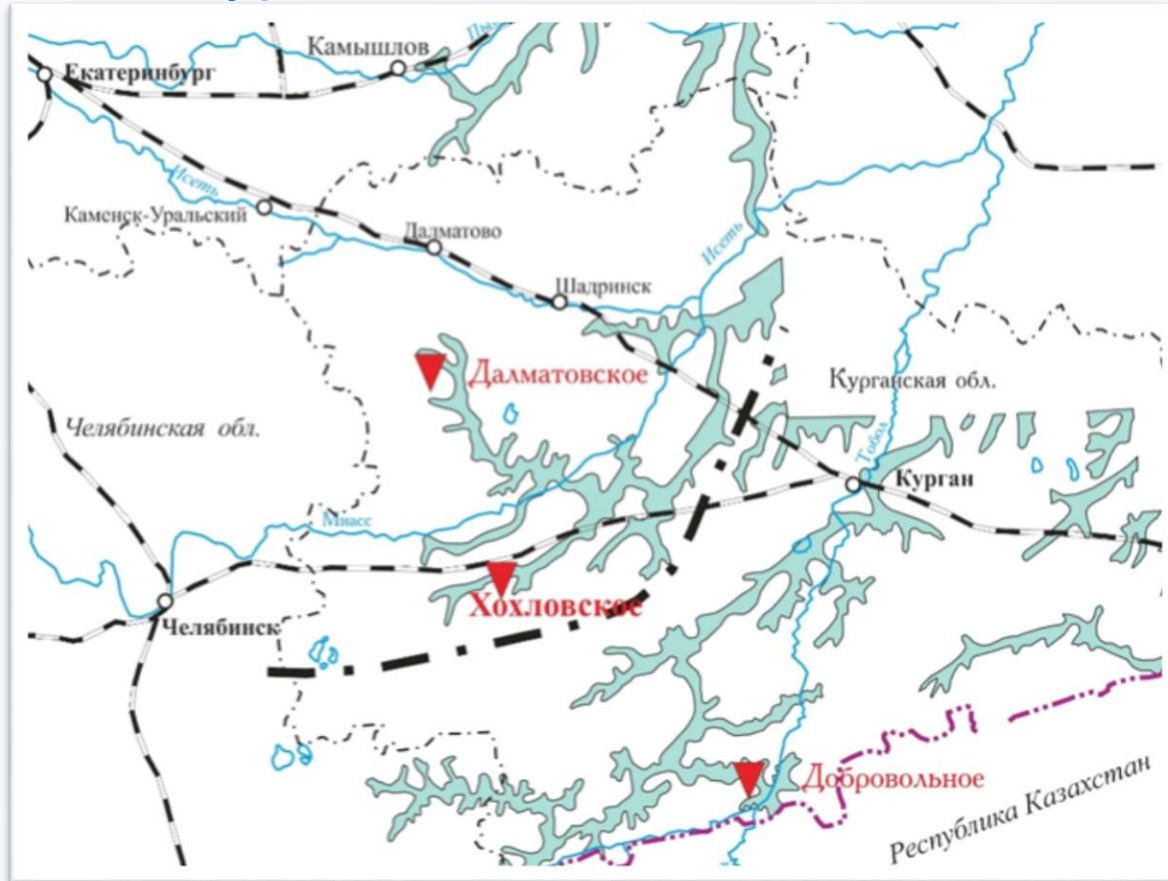 Камышлов
Екатеринбург
Исеть
Каменск-Уральский
Далматово
Исеть
Шадринск
Далматовское
Курганская обл.
Челябинская обл.
Тобол
Курган
Миасс
Хохловское
Челябинск
Добровольное
Республика Казахстан